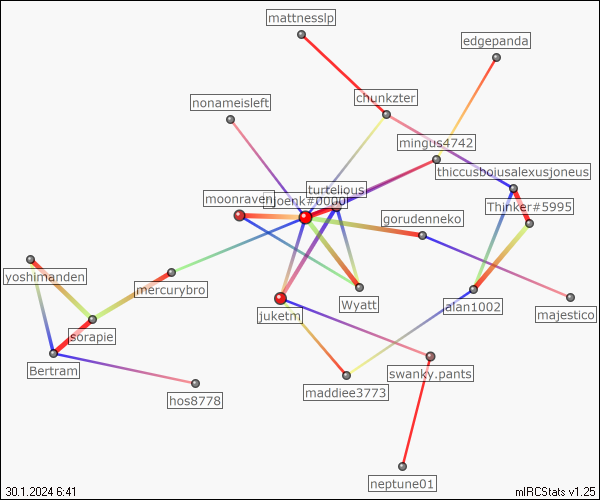 mattnesslp
edgepanda
chunkzter
nonameisleft
mingus4742
thiccusboiusalexusjoneus
turtelious
moonraven
joenk#0000
Thinker#5995
gorudenneko
yoshimanden
mercurybro
Wyatt
alan1002
majestico
juketm
sorapie
Bertram
swanky.pants
maddiee3773
hos8778
neptune01
30.1.2024 6:41
mIRCStats v1.25